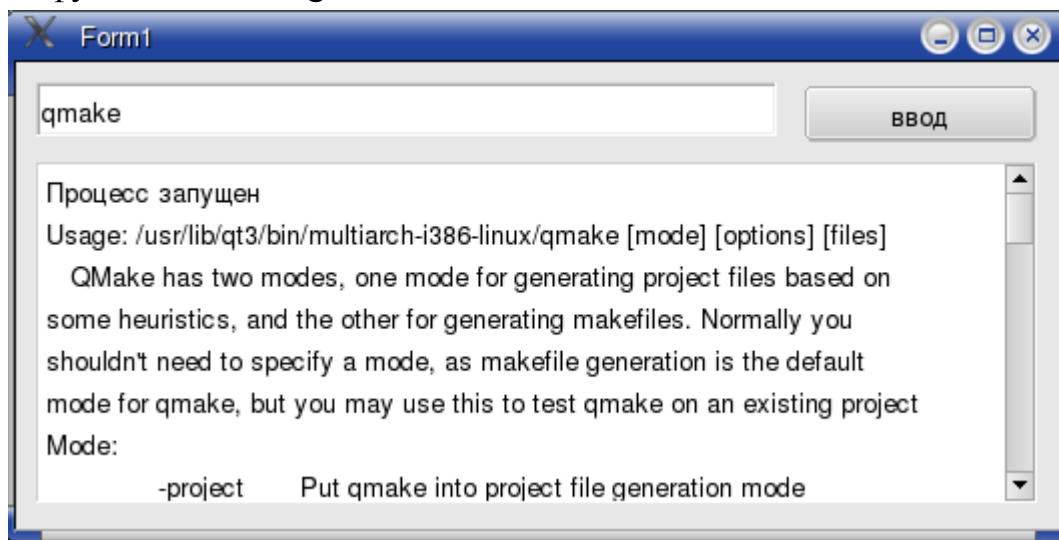 Form1
qmake
ввод
Процесс запущен
Usage: /usr/lib/qt3/bin/multiarch-i386-linux/qmake [mode] [options] [files]
QMake has two modes, one mode for generating project files based on
some heuristics, and the other for generating makefiles. Normally you
shouldn't need to specify a mode, as makefile generation is the default
mode for qmake, but you may use this to test qmake on an existing project
Mode:
-project Put qmake into project file generation mode